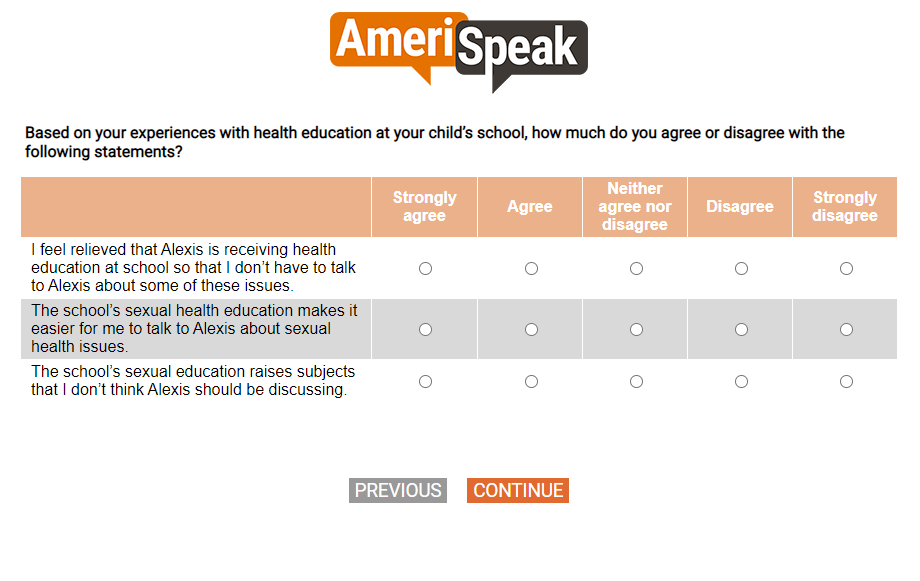 AmeriSpeak
Based on your experiences with health education at your child's school, how much do you agree or disagree with the
following statements?
Strongly
agree
Agree
Neither
agree nor
disagree
Disagree
Strongly
disagree
I feel relieved that Alexis is receiving health
education at school so that I don't have to talk
to Alexis about some of these issues.
The school's sexual health education makes it
easier for me to talk to Alexis about sexual
health issues.
The school's sexual education raises subjects
that I don't think Alexis should be discussing.
PREVIOUS
CONTINUE